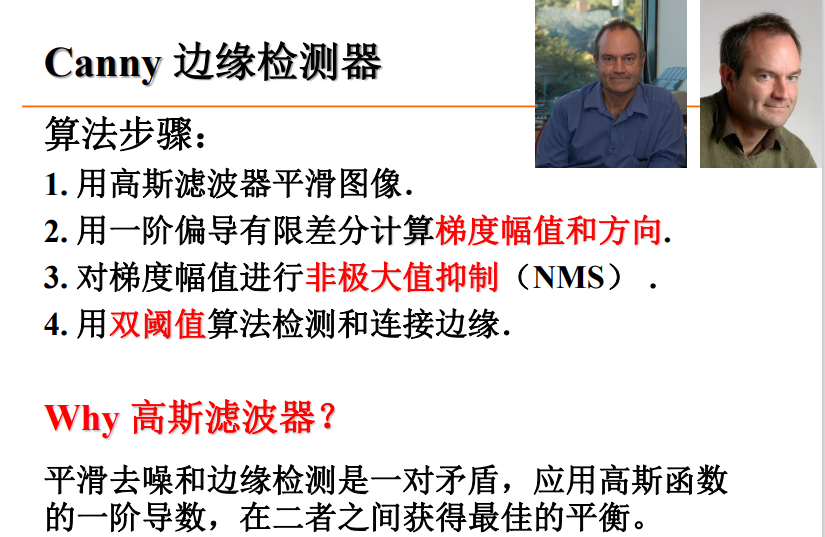 Canny 边缘检测器
算法步骤：
1. 用高斯滤波器平滑图像.
2. 用一阶偏导有限差分计算梯度幅值和方向.
3. 对梯度幅值进行非极大值抑制（NMS） .
4. 用双阈值算法检测和连接边缘.
Why 高斯滤波器？
平滑去噪和边缘检测是一对矛盾，应用高斯函数
的一阶导数，在二者之间获得最佳的平衡。